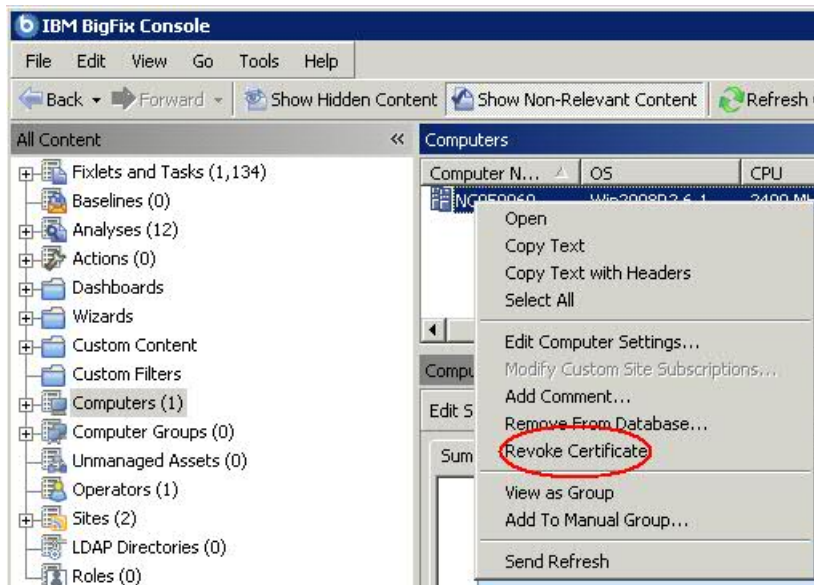 IBM BigFix Console
File Edit View Go Tools Help
Back Forward Show Hidden Content Show Non-Relevant Content Refresh
All Content «
Computers
Fixlets and Tasks (1,134)
Baselines (0)
Analyses (12)
Actions (0)
Dashboards
Wizards
Custom Content
Custom Filters
Computers (1)
Computer Groups (0)
Unmanaged Assets (0)
Operators (1)
Sites (2)
LDAP Directories (0)
Roles (0)
Computer N... OS CPU
Open
Copy Text
Copy Text with Headers
Select All
Edit Computer Settings...
Modify Custom Site Subscriptions...
Add Comment...
Remove From Database...
Revoke Certificate
View as Group
Add To Manual Group...
Send Refresh
Compu
Edit S
Sum